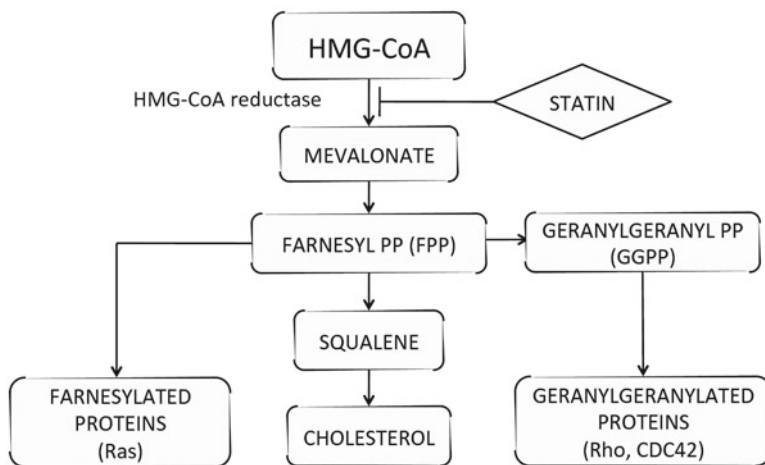 HMG-CoA
HMG-CoA reductase
STATIN
MEVALONATE
FARNESYL PP (FPP)
GERANYLGERANYL PP
(GGPP)
SQUALENE
FARNESYLATED
PROTEINS
(Ras)
CHOLESTEROL
GERANYLGERANYLATED
PROTEINS
(Rho, CDC42)